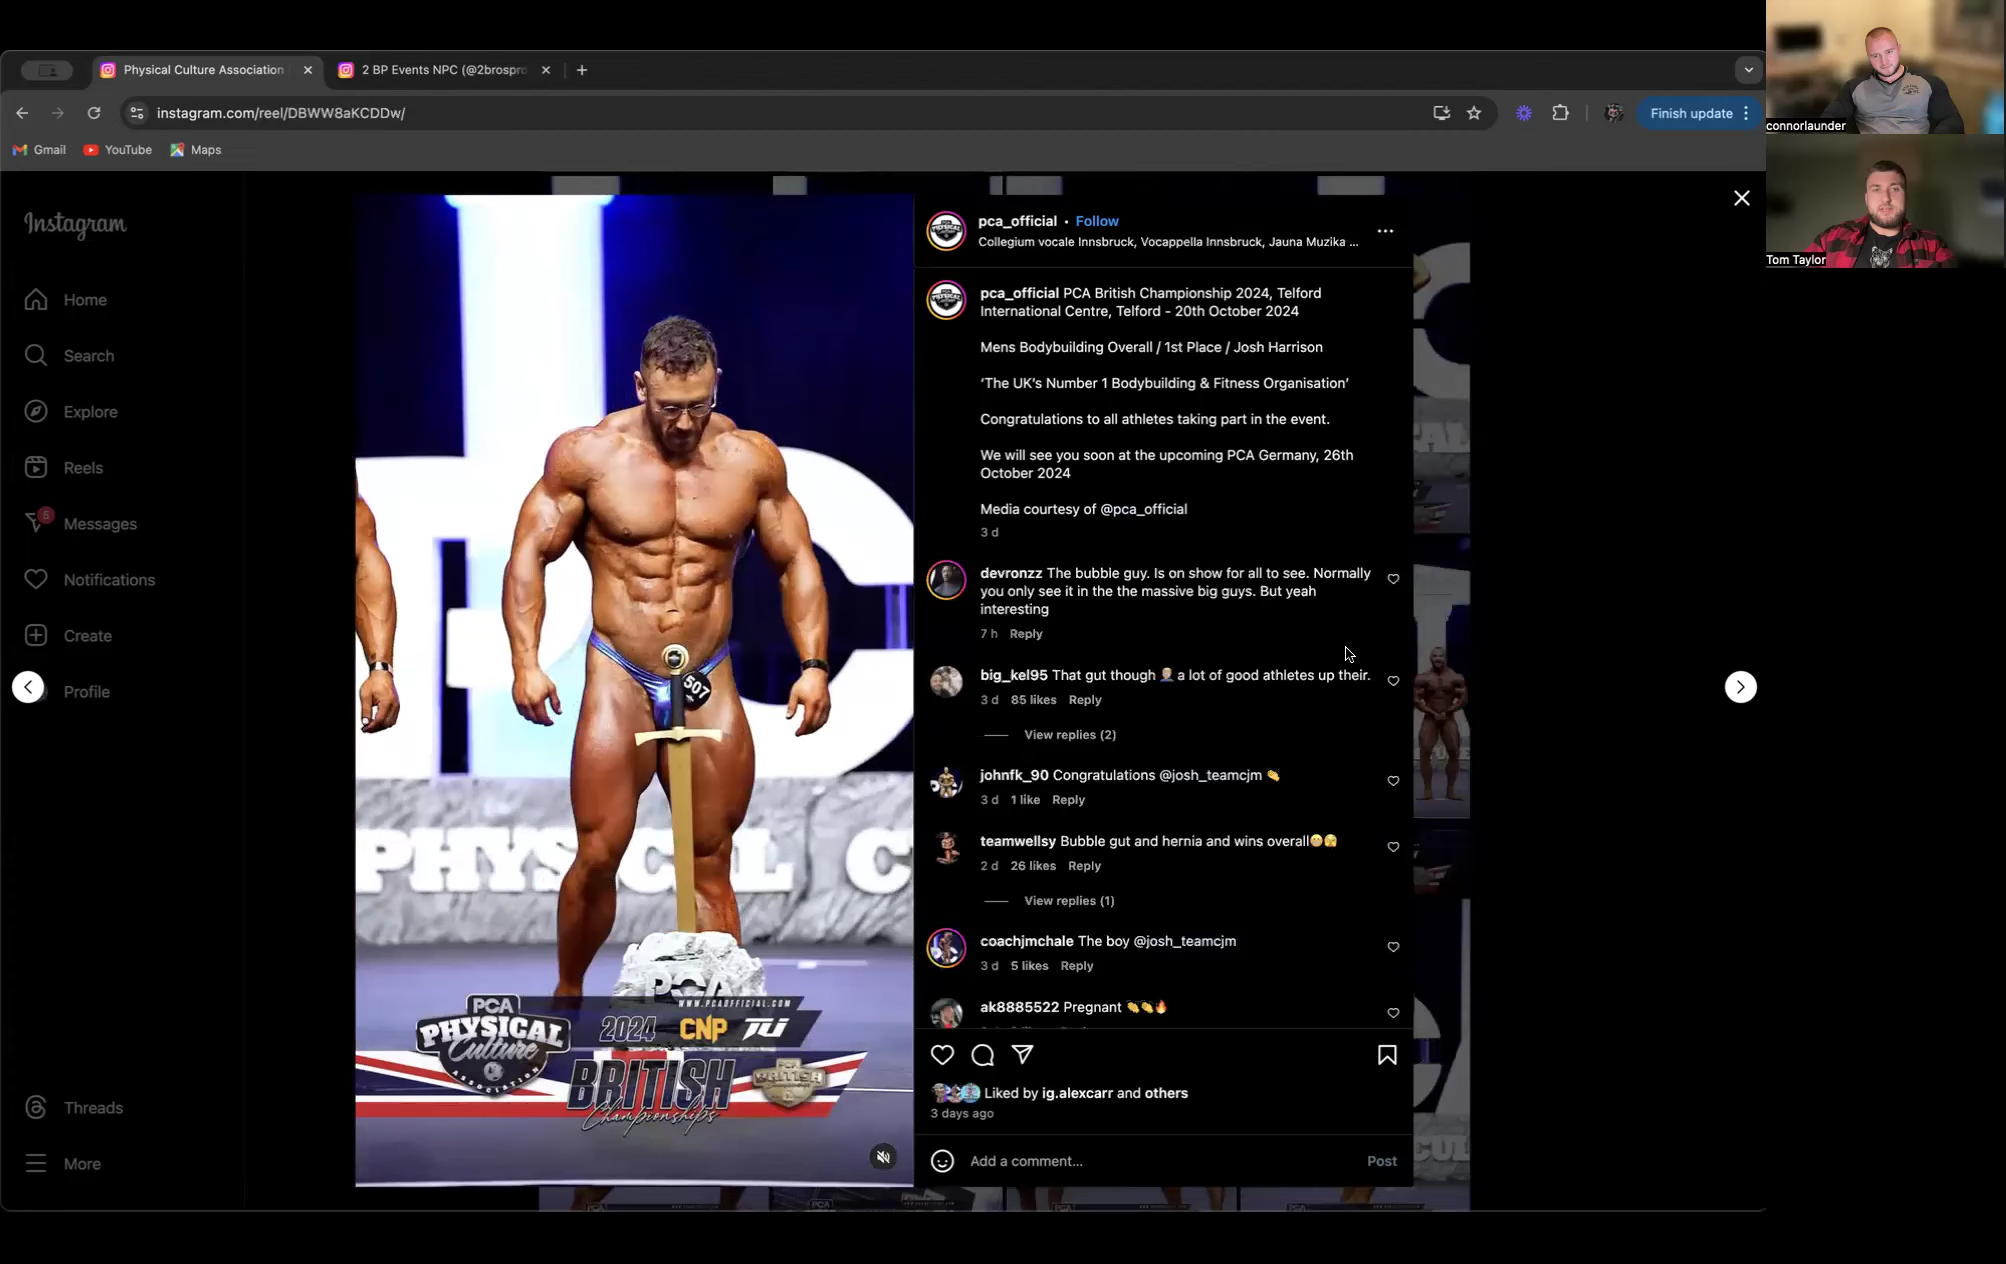 Physical Culture Association
2 BP Events NPC (@2brospro
instagram.com/reel/DBWW8aKCDDw/
Finish update
Gmail
YouTube
Maps
connorlaunder
Tom Taylor
Instagram
Home
Search
Explore
Reels
5
Messages
Notifications
Create
Profile
Threads
More
507
PHYSICAL C
PCA
WWW.PCAOFFICIAL.COM
PCA
PHYSICAL
Culture
ASSOCIATION
2024 CNP TU
BRITISH
Championships
PCA
BRITISH
pca_official • Follow
Collegium vocale Innsbruck, Vocappella Innsbruck, Jauna Muzika ...
pca_official PCA British Championship 2024, Telford
International Centre, Telford - 20th October 2024
Mens Bodybuilding Overall / 1st Place / Josh Harrison
‘The UK’s Number 1 Bodybuilding & Fitness Organisation’
Congratulations to all athletes taking part in the event.
We will see you soon at the upcoming PCA Germany, 26th
October 2024
Media courtesy of @pca_official
3 d
devronzz The bubble guy. Is on show for all to see. Normally
you only see it in the the massive big guys. But yeah
interesting
7 h Reply
big_kel95 That gut though 🤦🏼‍♂️ a lot of good athletes up their.
3 d 85 likes Reply
View replies (2)
johnfk_90 Congratulations @josh_teamcjm 👏
3 d 1 like Reply
teamwellsy Bubble gut and hernia and wins overall😁🫣
2 d 26 likes Reply
View replies (1)
coachjmchale The boy @josh_teamcjm
3 d 5 likes Reply
ak8885522 Pregnant 👏👏🔥
Liked by ig.alexcarr and others
3 days ago
Add a comment...
Post